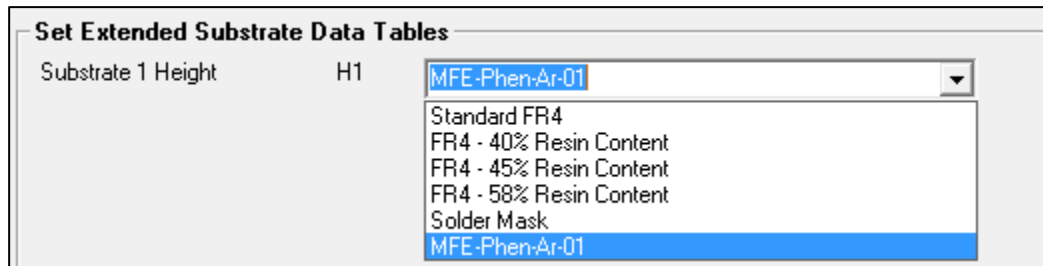 Set Extended Substrate Data Tables
Substrate 1 Height H1 MFE-Phen-Ar-01
Standard FR4
FR4 - 40% Resin Content
FR4 - 45% Resin Content
FR4 - 58% Resin Content
Solder Mask
MFE-Phen-Ar-01